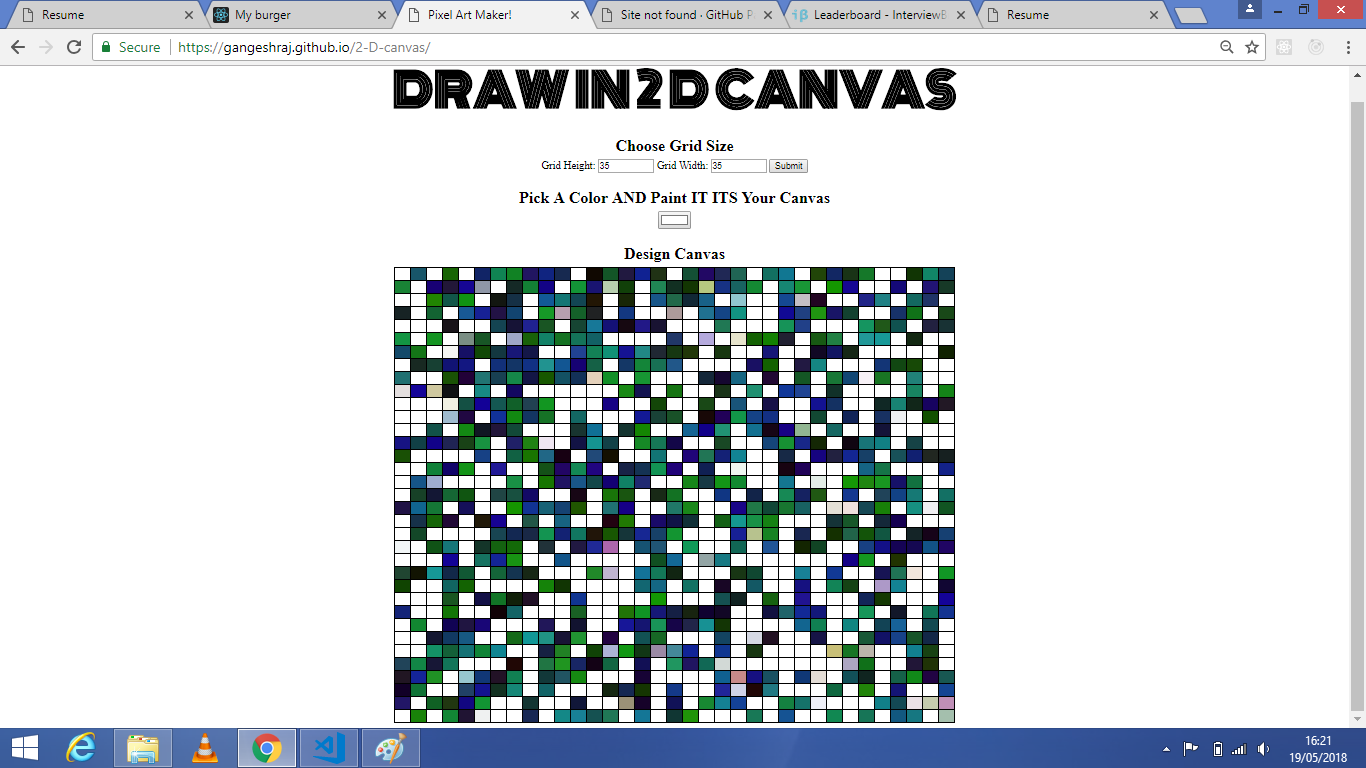 Resume
My burger
Pixel Art Maker!
Site not found · GitHub P
Leaderboard - InterviewB
Resume
Secure
https://gangeshraj.github.io/2-D-canvas/
DRAW IN 2 D CANVAS
Choose Grid Size
Grid Height: 35 Grid Width: 35 Submit
Pick A Color AND Paint IT ITS Your Canvas
Design Canvas
16:21
19/05/2018